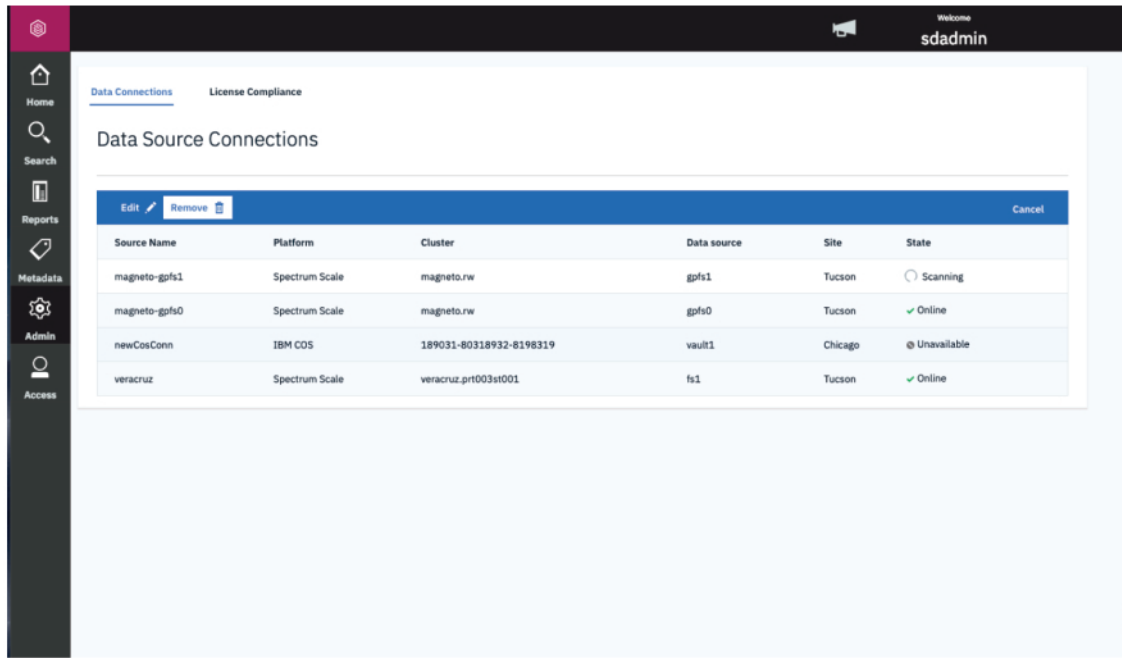 Welcome
sdadmin
Home
Search
Reports
Metadata
Admin
Access
Data Connections License Compliance
Data Source Connections
Edit Remove Cancel
Source Name Platform Cluster Data source Site State
magneto-gpfs1 Spectrum Scale magneto.rw gpfs1 Tucson Scanning
magneto-gpfs0 Spectrum Scale magneto.rw gpfs0 Tucson Online
newCosConn IBM COS 189031-80318932-8198319 vault1 Chicago Unavailable
veracruz Spectrum Scale veracruz.prt003st001 fs1 Tucson Online